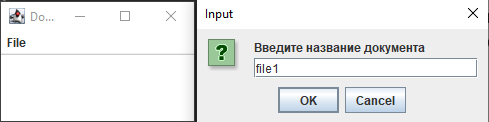 Do...
File
Input
Введите название документа
file1
OK
Cancel